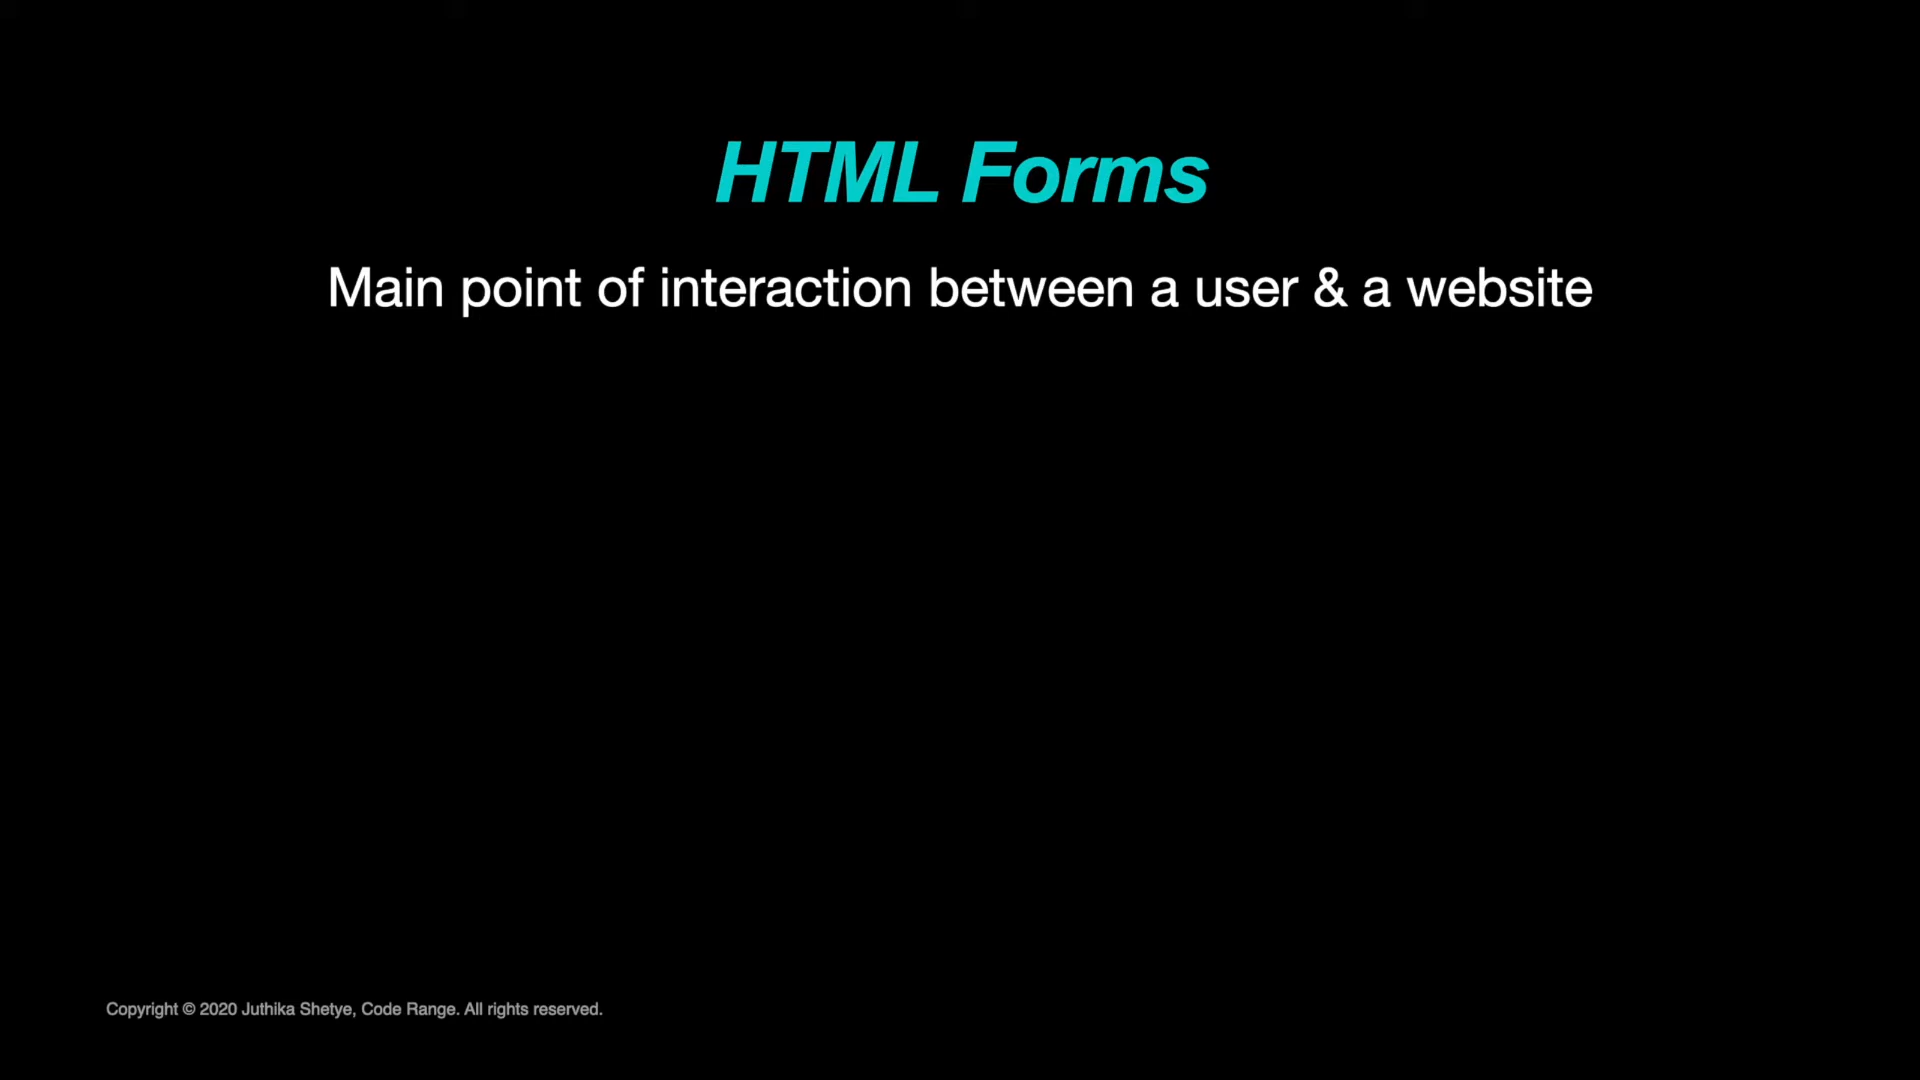 HTML Forms
Main point of interaction between a user & a website
Copyright © 2020 Juthika Shetye, Code Range. All rights reserved.